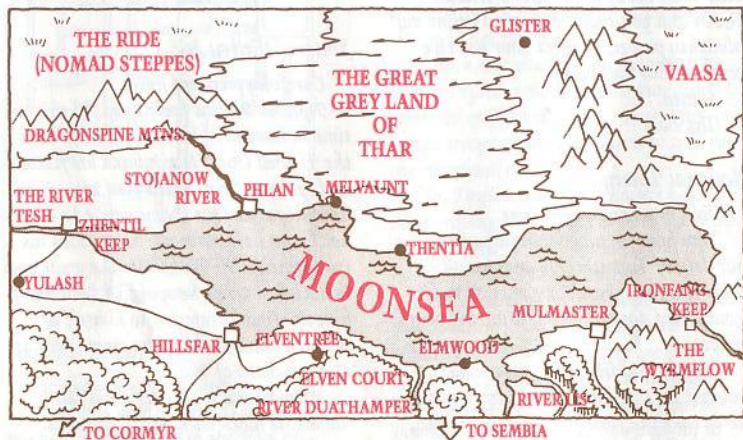 GLISTER
THE RIDE
(NOMAD STEPPES)
VAASA
THE GREAT
GREY LAND
OF
THAR
DRAGONSPINE MTNS.
STOJANOW
RIVER
PHLAN
MELVAUNT
THE RIVER
TESH
ZHENTIL
KEEP
THENTIA
YULASH
MOONSEA
IRONFANG
KEEP
MULMASTER
HILLSFAR
ELVENTREE
ELMWOOD
THE
WYRMFLOW
ELVEN COURT
RIVER DUATHAMPER
RIVER LIS
TO CORMYR
TO SEMBIA